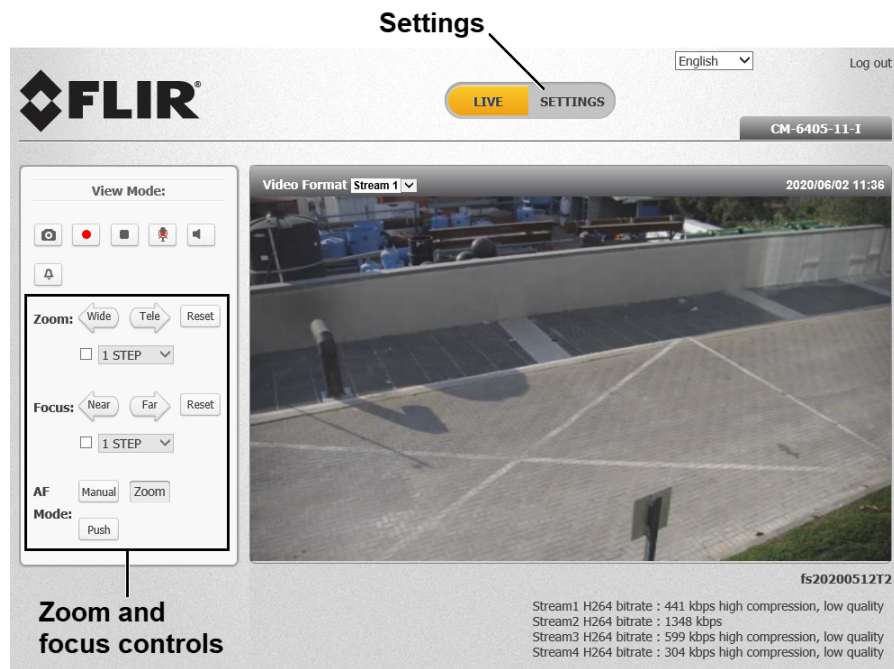 Settings
English
Log out
FLIR®
LIVE SETTINGS
CM-6405-11-I
View Mode:
Video Format Stream 1
2020/06/02 11:36
Zoom: Wide Tele Reset
1 STEP
Focus: Near Far Reset
1 STEP
AF Mode: Manual Zoom
Push
fs20200512T2
Zoom and
focus controls
Stream1 H264 bitrate : 441 kbps high compression, low quality
Stream2 H264 bitrate : 1348 kbps
Stream3 H264 bitrate : 599 kbps high compression, low quality
Stream4 H264 bitrate : 304 kbps high compression, low quality